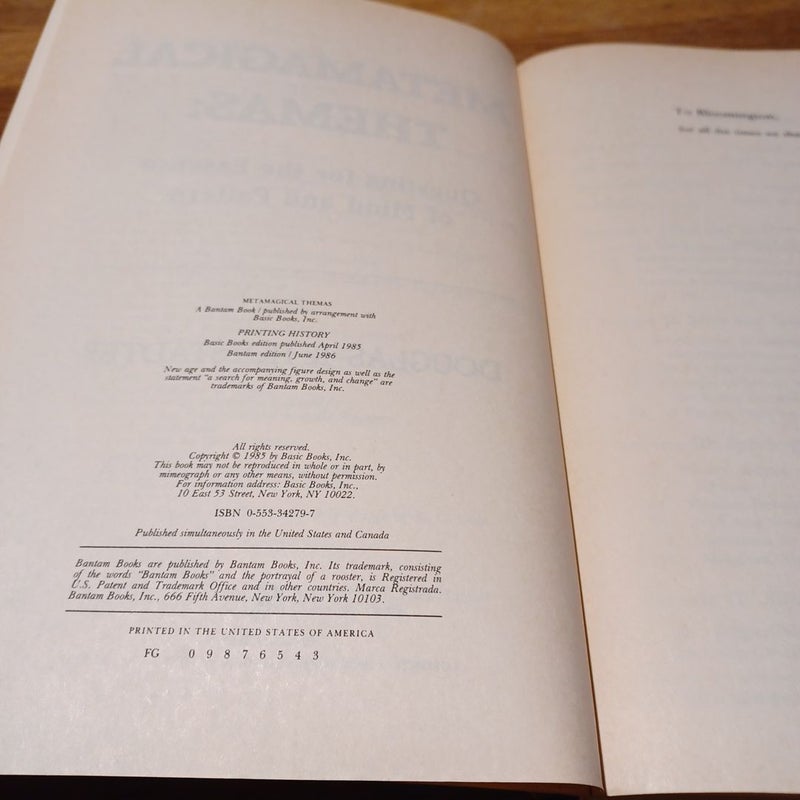 METAMAGICAL THEMAS
A Bantam Book / published by arrangement with
Basic Books, Inc.
PRINTING HISTORY
Basic Books edition published April 1985
Bantam edition / June 1986
New age and the accompanying figure design as well as the
statement "a search for meaning, growth, and change" are
trademarks of Bantam Books, Inc.
All rights reserved.
Copyright © 1985 by Basic Books, Inc.
This book may not be reproduced in whole or in part, by
mimeograph or any other means, without permission.
For information address: Basic Books, Inc.,
10 East 53 Street, New York, NY 10022.
ISBN 0-553-34279-7
Published simultaneously in the United States and Canada
Bantam Books are published by Bantam Books, Inc. Its trademark, consisting
of the words "Bantam Books" and the portrayal of a rooster, is Registered in
U.S. Patent and Trademark Office and in other countries. Marca Registrada.
Bantam Books, Inc., 666 Fifth Avenue, New York, New York 10103.
PRINTED IN THE UNITED STATES OF AMERICA
FG 0 9 8 7 6 5 4 3
To Bloomington,
for all the times we